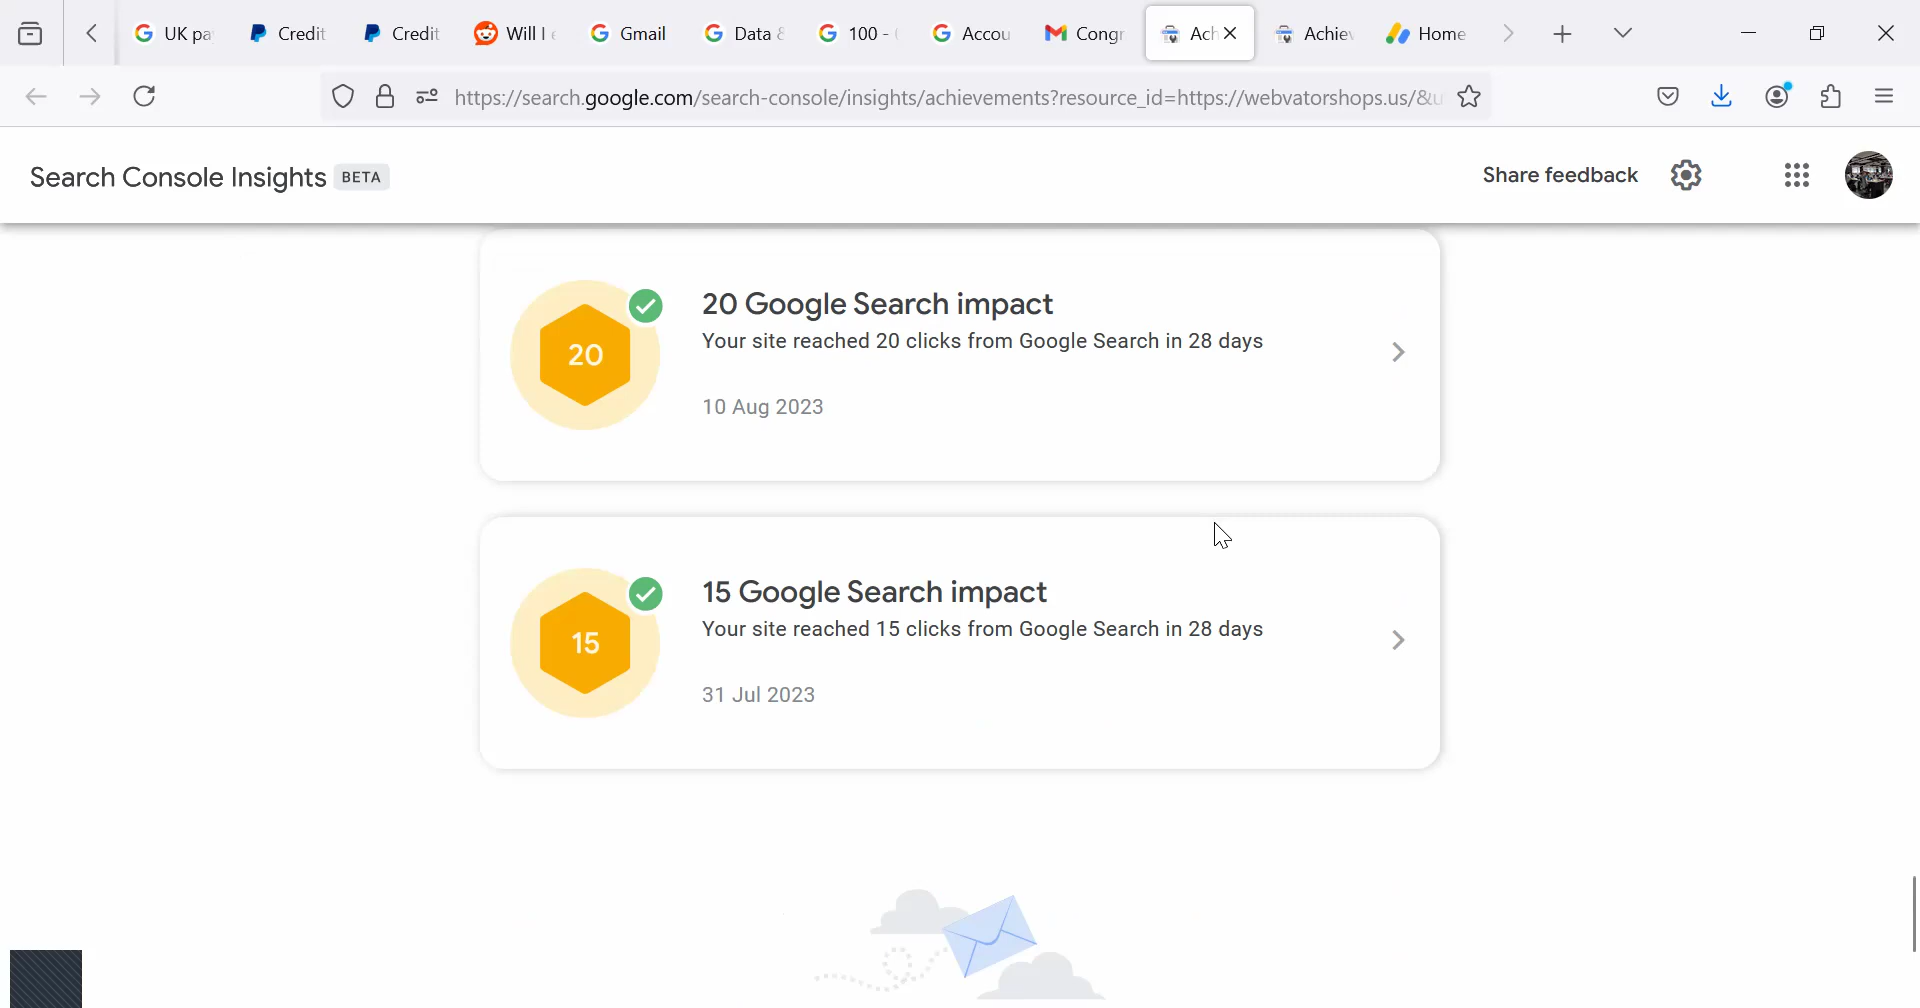 UK pa
Credit
Credit
Will I e
Gmail
Data &
100 - (
Accou
Congr
Ach
Achiev
Home
https://search.google.com/search-console/insights/achievements?resource_id=https://webvatorshops.us/&u
Search Console Insights BETA
Share feedback
20
20 Google Search impact
Your site reached 20 clicks from Google Search in 28 days
10 Aug 2023
15
15 Google Search impact
Your site reached 15 clicks from Google Search in 28 days
31 Jul 2023